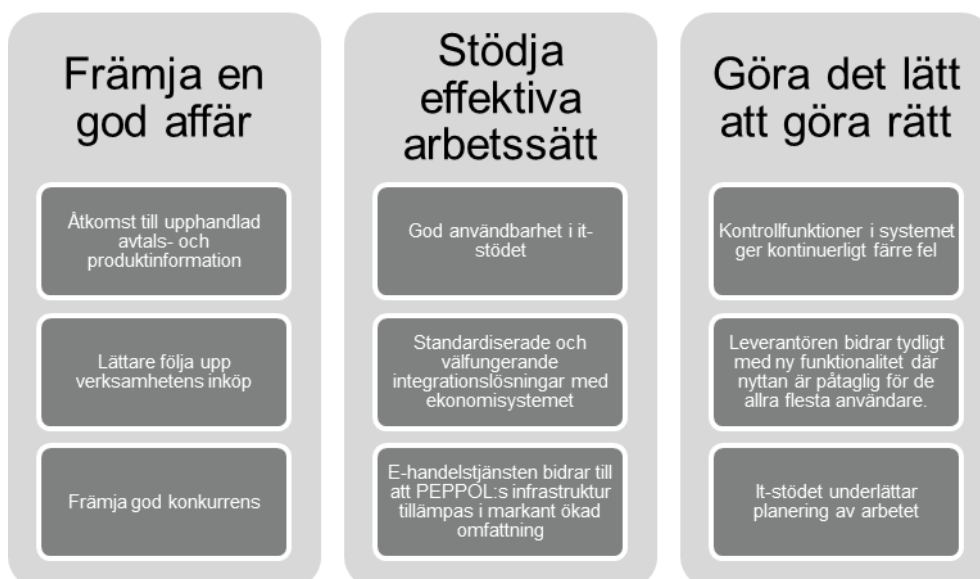 Främja en
god affär
Åtkomst till upphandlad
avtals- och
produktinformation
Lättare följa upp
verksamhetens inköp
Främja god konkurrens
Stödja
effektiva
arbetssätt
God användbarhet i it-
stödet
Standardiserade och
välfungerande
integrationslösningar med
ekonomisystemet
E-handelstjänsten bidrar till
att PEPPOL:s infrastruktur
tillämpas i markant ökad
omfattning
Göra det lätt
att göra rätt
Kontrollfunktioner i systemet
ger kontinuerligt färre fel
Leverantören bidrar tydligt
med ny funktionalitet där
nyttan är påtaglig för de
allra flesta användare.
It-stödet underlättar
planering av arbetet